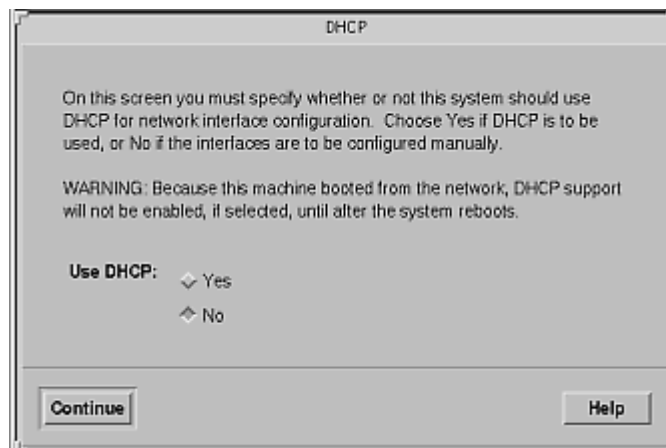 DHCP
On this screen you must specify whether or not this system should use
DHCP for network interface configuration. Choose Yes if DHCP is to be
used, or No if the interfaces are to be configured manually.
WARNING: Because this machine booted from the network, DHCP support
will not be enabled, if selected, until after the system reboots.
Use DHCP:
Yes
No
Continue
Help